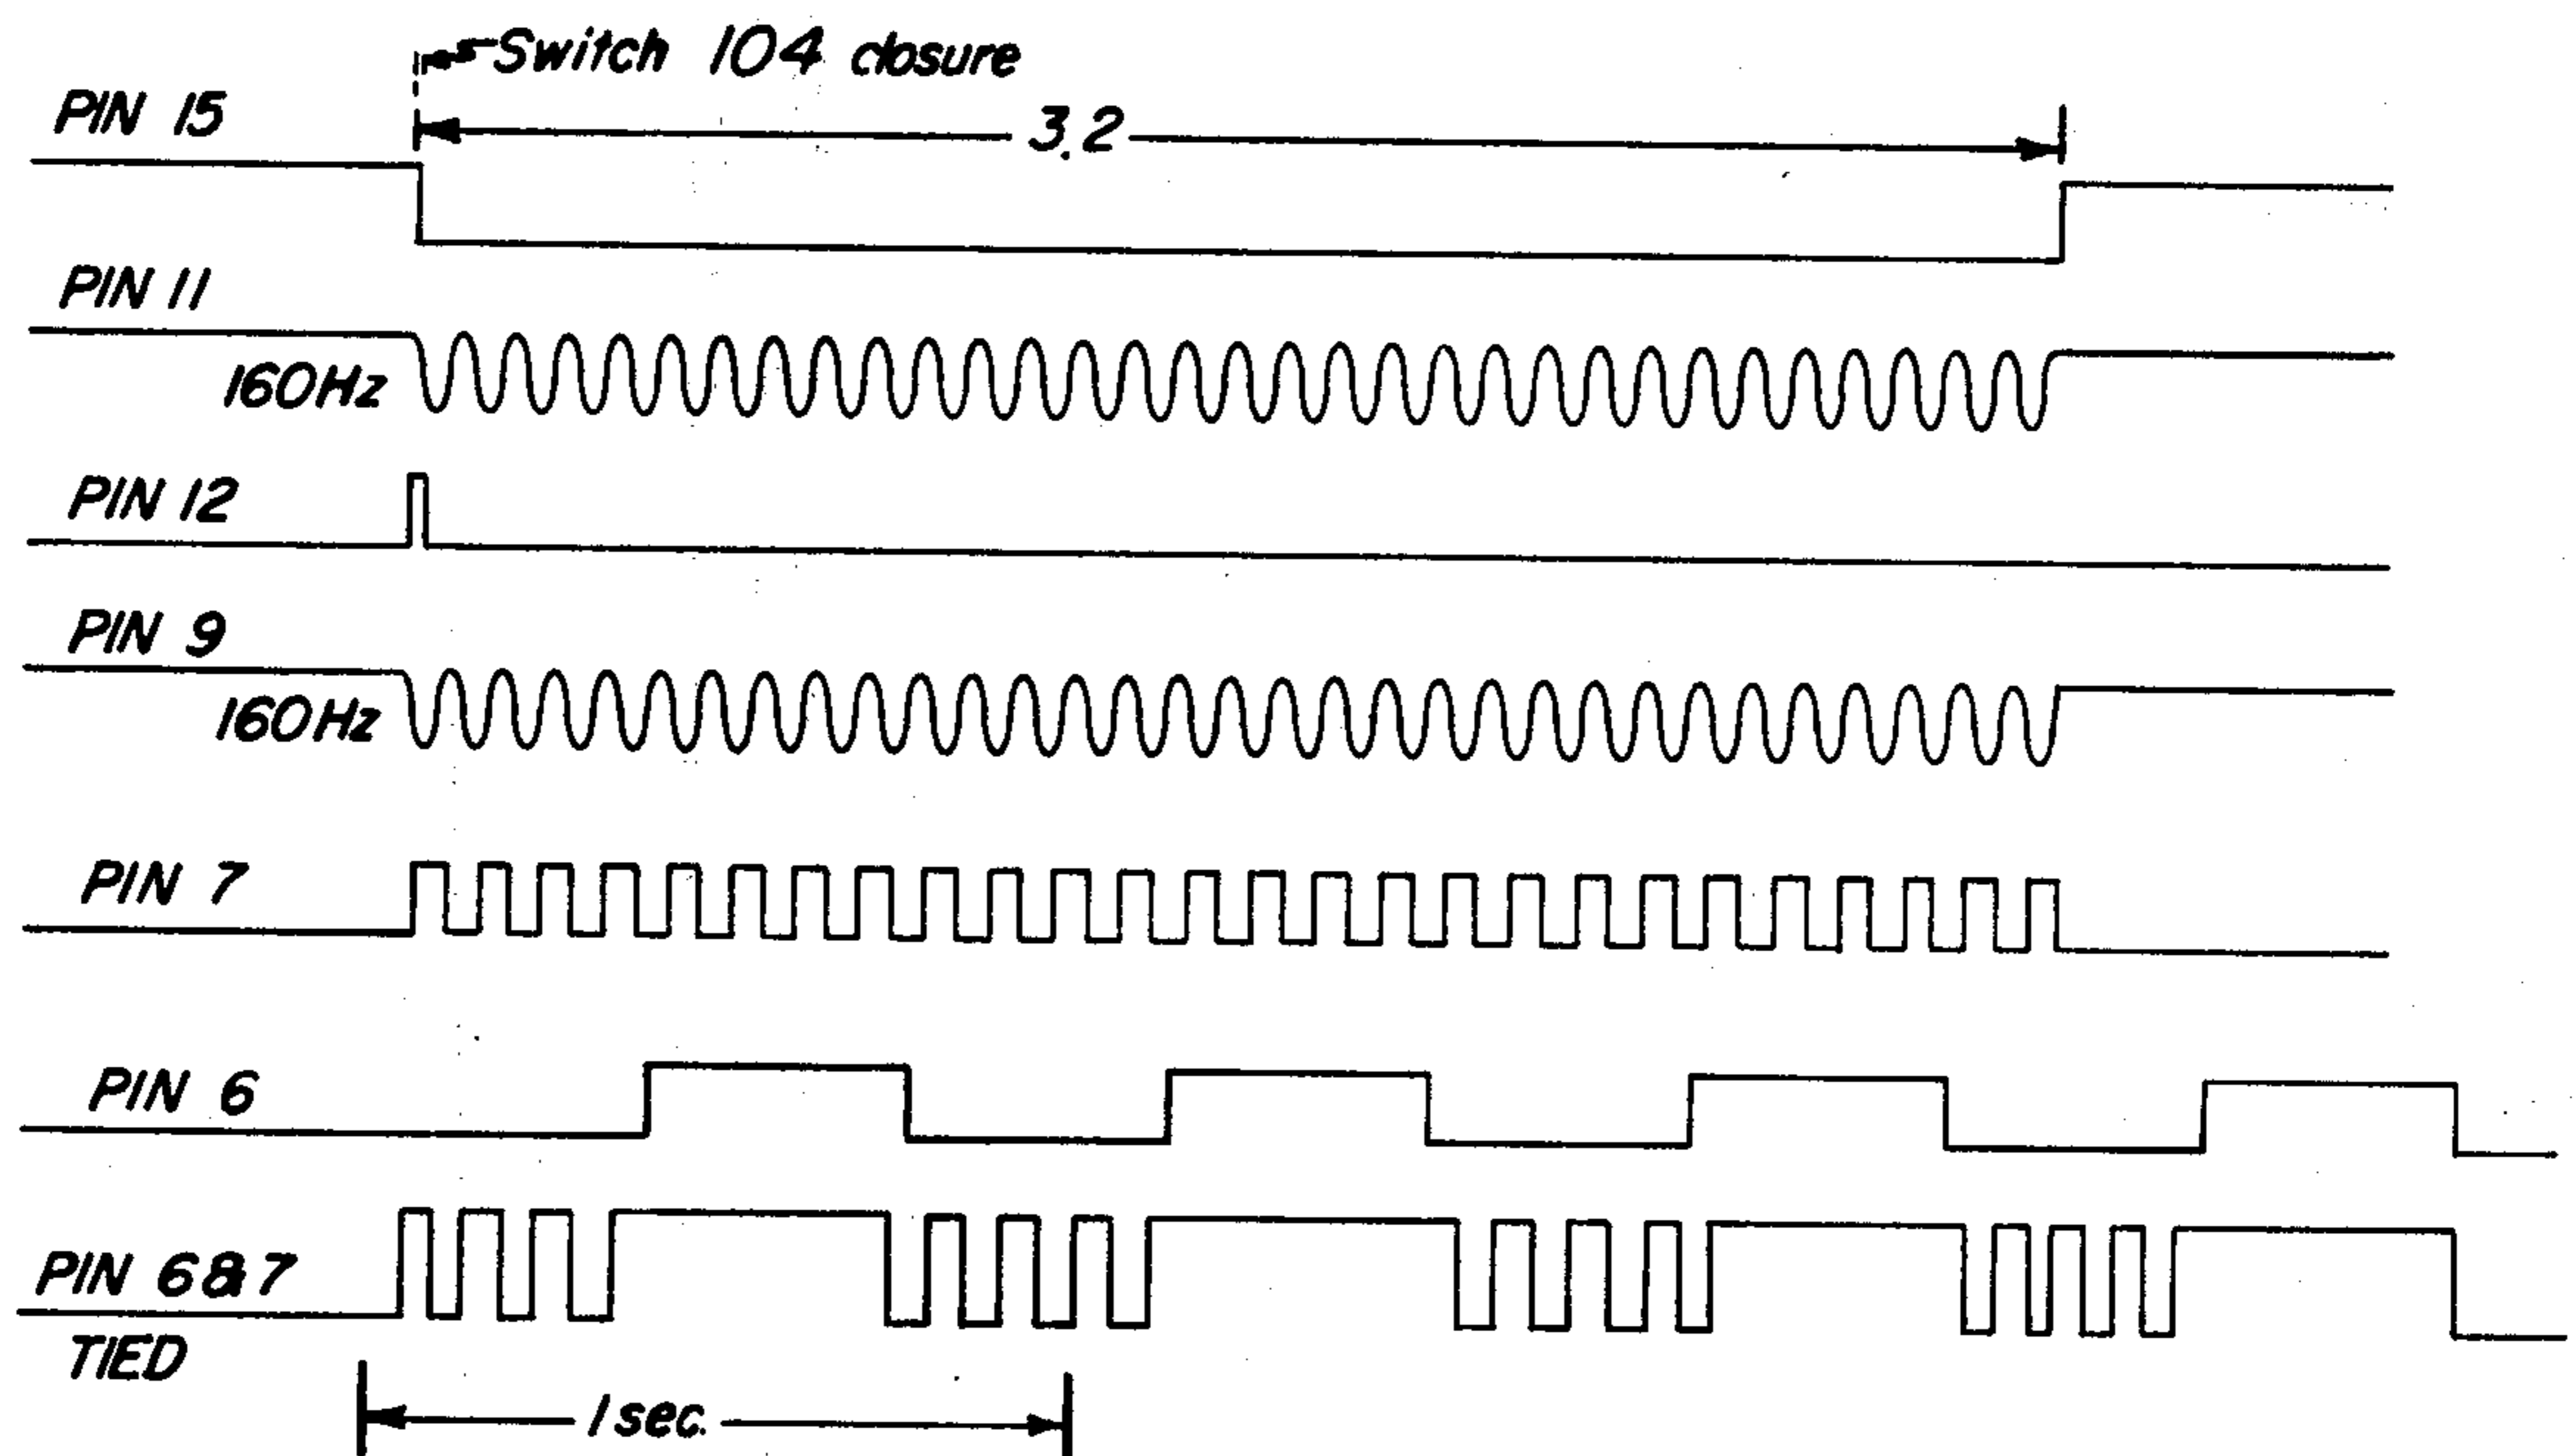 Switch 104 closure
PIN 15
3.2
PIN 11
160Hz
PIN 12
PIN 9
160Hz
PIN 7
PIN 6
PIN 6&7
TIED
1 sec.